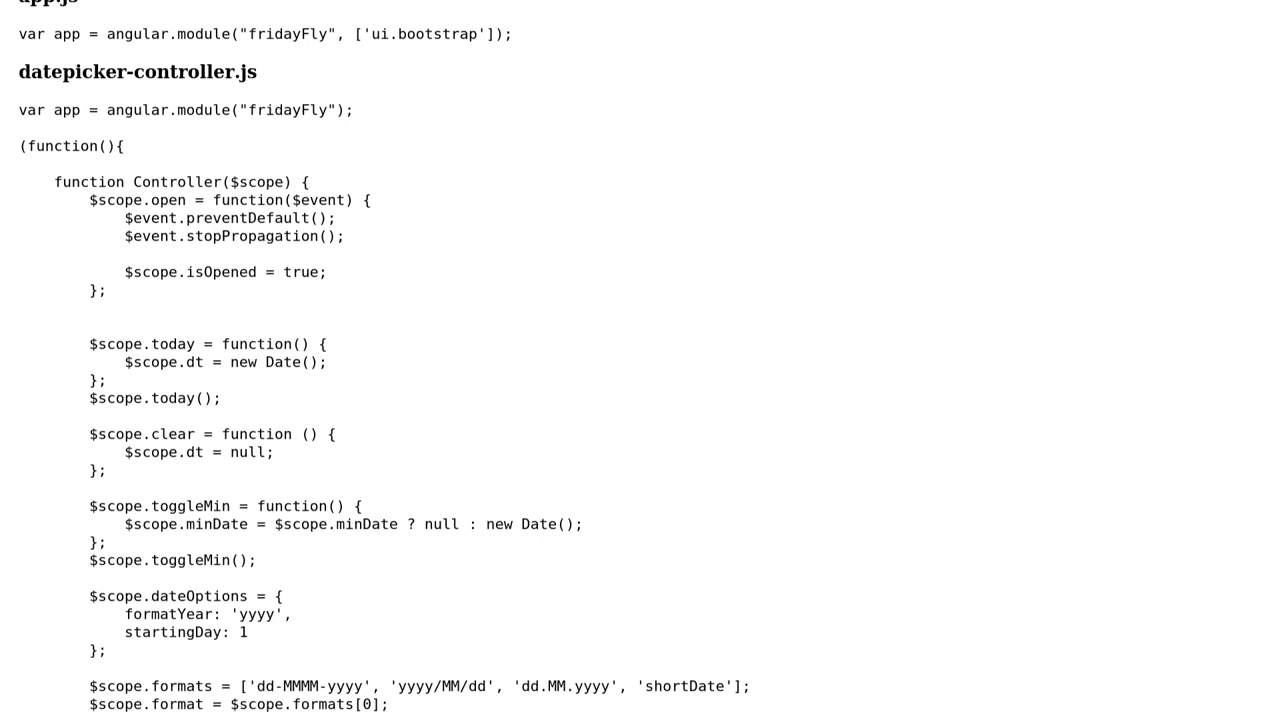 app.js
var app = angular.module("fridayFly", ['ui.bootstrap']);
datepicker-controller.js
var app = angular.module("fridayFly");
(function(){
    function Controller($scope) {
        $scope.open = function($event) {
            $event.preventDefault();
            $event.stopPropagation();
            $scope.isOpened = true;
        };
        $scope.today = function() {
            $scope.dt = new Date();
        };
        $scope.today();
        $scope.clear = function () {
            $scope.dt = null;
        };
        $scope.toggleMin = function() {
            $scope.minDate = $scope.minDate ? null : new Date();
        };
        $scope.toggleMin();
        $scope.dateOptions = {
            formatYear: 'yyyy',
            startingDay: 1
        };
        $scope.formats = ['dd-MMMM-yyyy', 'yyyy/MM/dd', 'dd.MM.yyyy', 'shortDate'];
        $scope.format = $scope.formats[0];